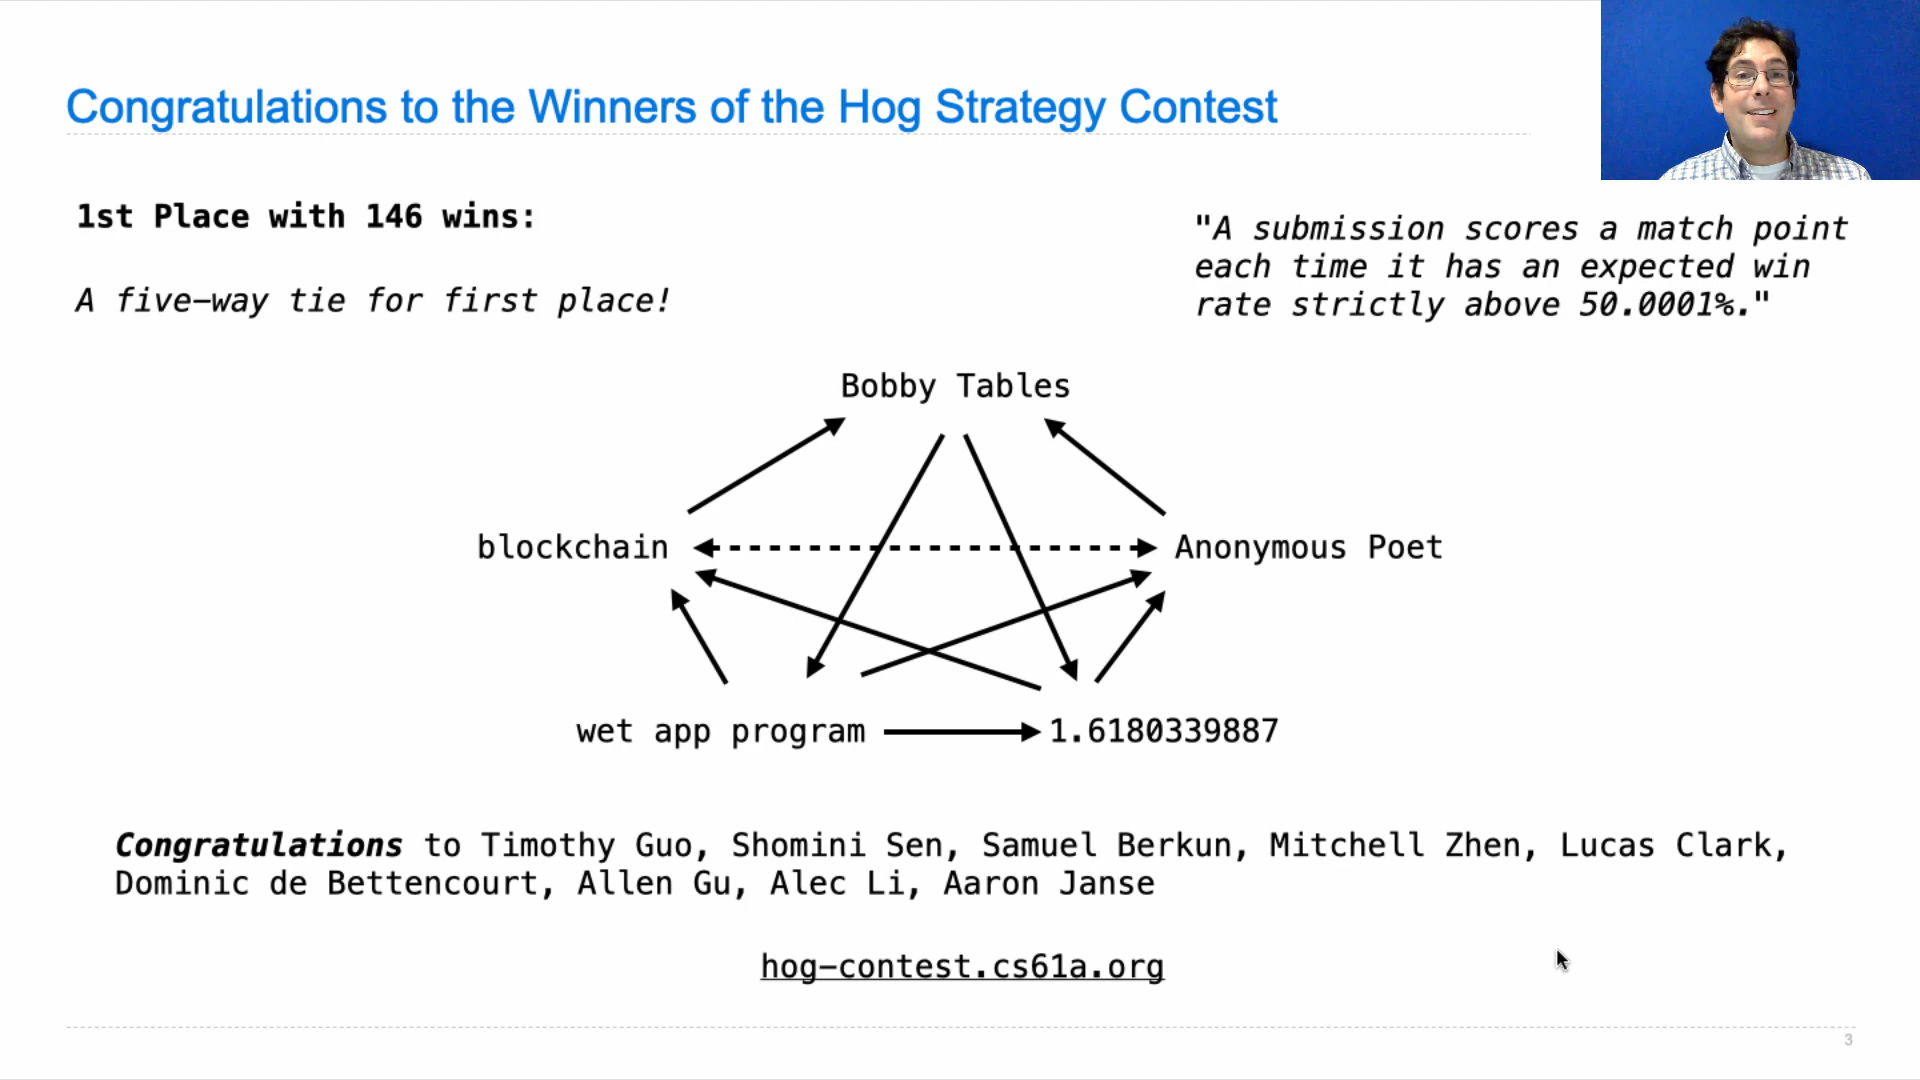 Congratulations to the Winners of the Hog Strategy Contest
1st Place with 146 wins:
A five-way tie for first place!
"A submission scores a match point
each time it has an expected win
rate strictly above 50.0001%."
Bobby Tables
blockchain
Anonymous Poet
wet app program
1.6180339887
Congratulations to Timothy Guo, Shomini Sen, Samuel Berkun, Mitchell Zhen, Lucas Clark,
Dominic de Bettencourt, Allen Gu, Alec Li, Aaron Janse
hog-contest.cs61a.org
3